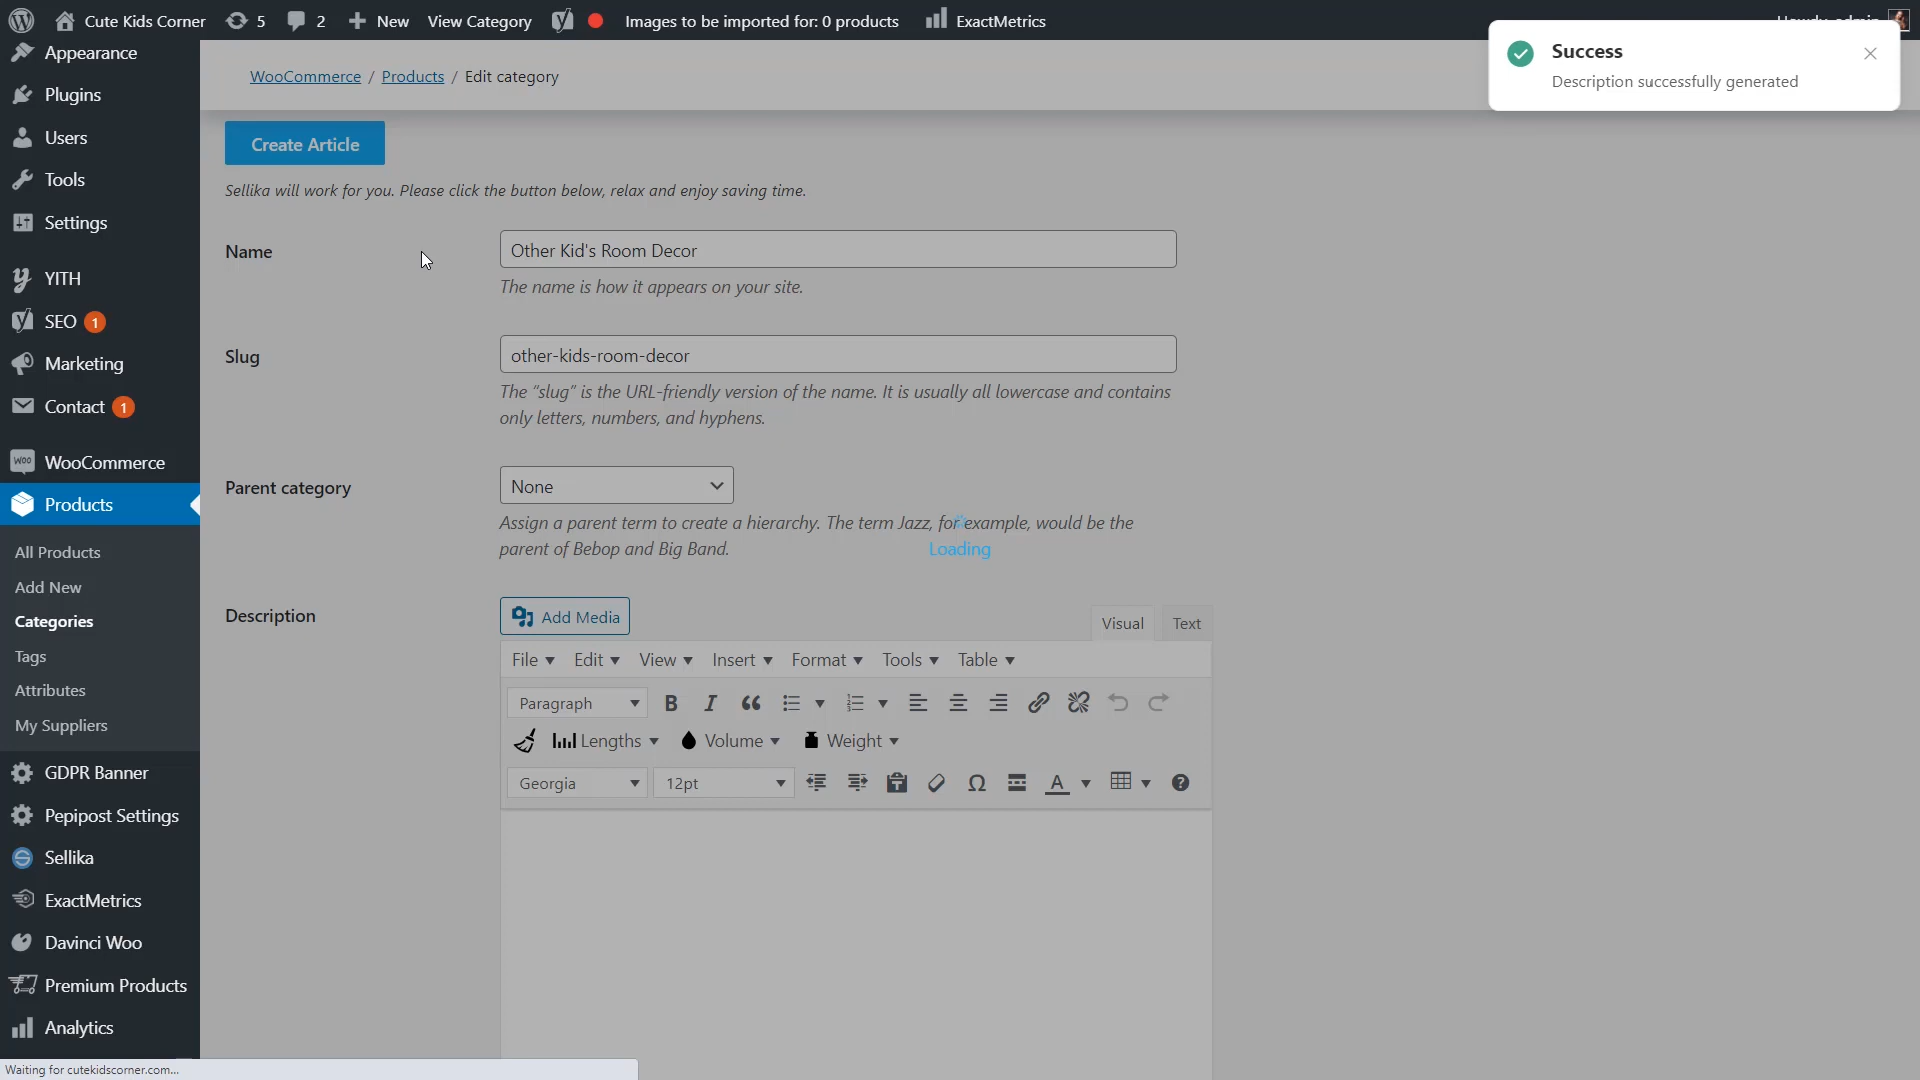 Cute Kids Corner 5 2 New View Category Images to be imported for: 0 products ExactMetrics
Success
Description successfully generated
Appearance
Plugins
Users
Tools
Settings
YITH
SEO 1
Marketing
Contact 1
WooCommerce
Products
All Products
Add New
Categories
Tags
Attributes
My Suppliers
GDPR Banner
Pepipost Settings
Sellika
ExactMetrics
Davinci Woo
Premium Products
Analytics
WooCommerce / Products / Edit category
Create Article
Sellika will work for you. Please click the button below, relax and enjoy saving time.
Name
Other Kid's Room Decor
The name is how it appears on your site.
Slug
other-kids-room-decor
The “slug” is the URL-friendly version of the name. It is usually all lowercase and contains
only letters, numbers, and hyphens.
Parent category
None
Assign a parent term to create a hierarchy. The term Jazz, for example, would be the
parent of Bebop and Big Band.
Loading
Description
Add Media
Visual Text
File Edit View Insert Format Tools Table
Paragraph
Lengths Volume Weight
Georgia 12pt
Waiting for cutekidscorner.com...